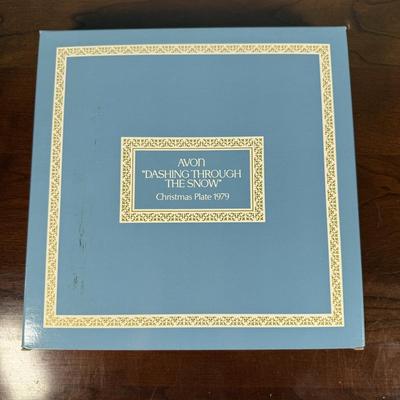 AVON
"DASHING THROUGH
THE SNOW"
Christmas Plate 1979